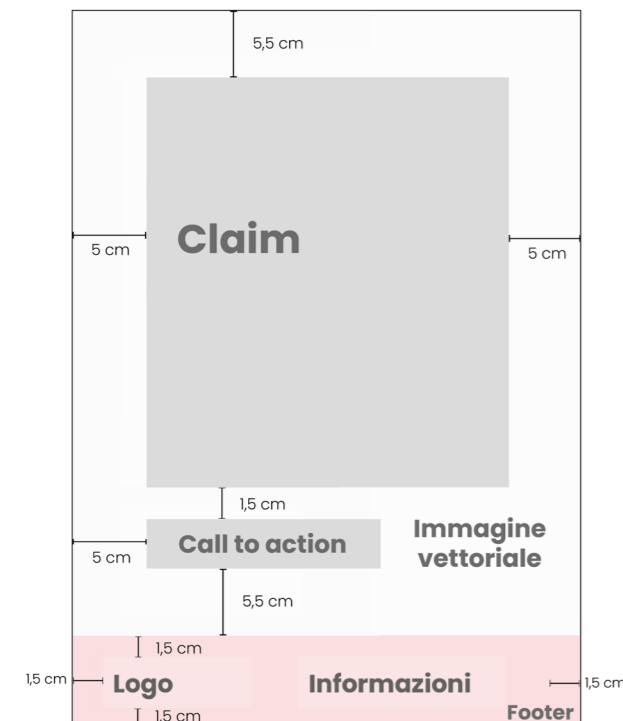 5,5 cm
Claim
5 cm
5 cm
1,5 cm
Call to action
Immagine
vettoriale
5 cm
5,5 cm
1,5 cm
1,5 cm
Logo
Informazioni
1,5 cm
Footer
1,5 cm